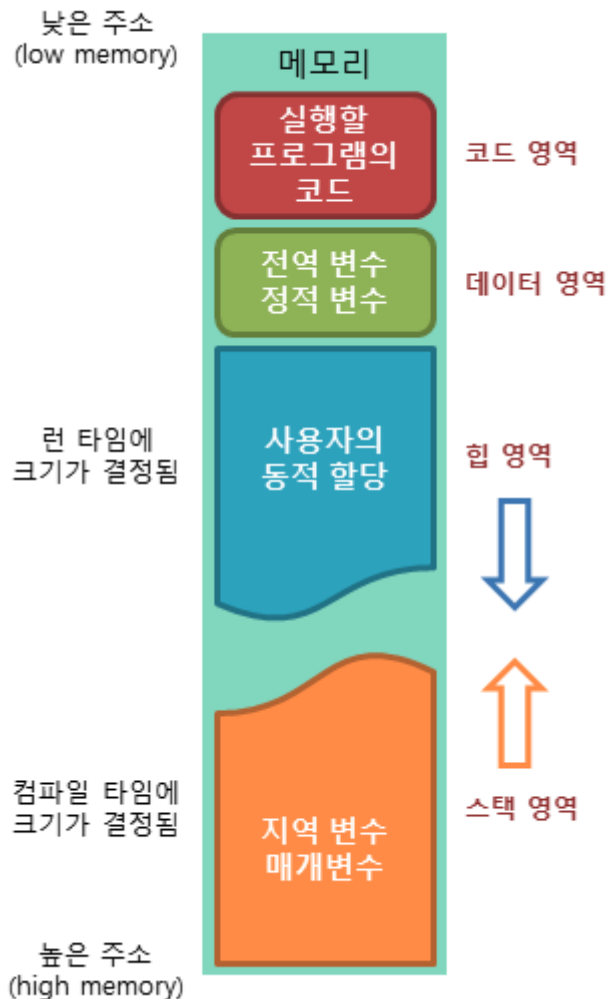 낮은 주소
(low memory)
메모리
실행할
프로그램의
코드
코드 영역
전역 변수
정적 변수
데이터 영역
런 타임에
크기가 결정됨
사용자의
동적 할당
힙 영역
컴파일 타임에
크기가 결정됨
지역 변수
매개변수
스택 영역
높은 주소
(high memory)